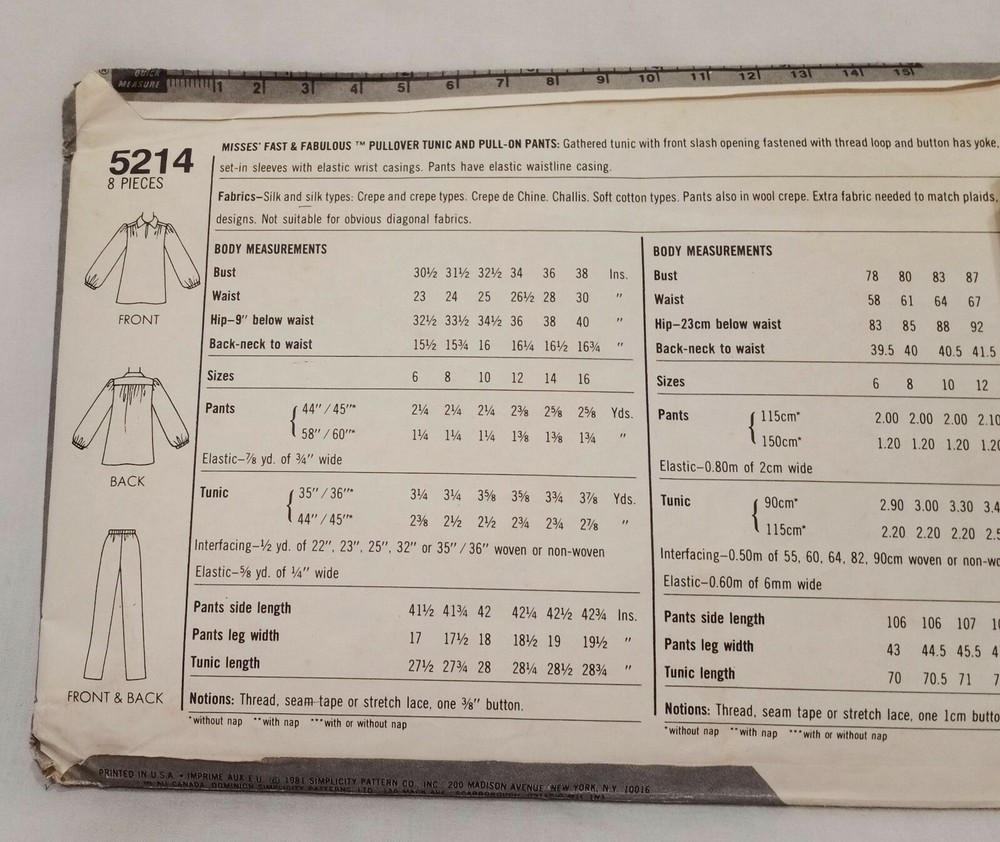 QUICK
MEASURE 1 2 3 4 5 6 7 8 9 10 11 12 13 14 15
5214
8 PIECES
FRONT
BACK
FRONT & BACK
MISSES' FAST & FABULOUS ™ PULLOVER TUNIC AND PULL-ON PANTS: Gathered tunic with front slash opening fastened with thread loop and button has yoke,
set-in sleeves with elastic wrist casings. Pants have elastic waistline casing.
Fabrics–Silk and silk types: Crepe and crepe types. Crepe de Chine. Challis. Soft cotton types. Pants also in wool crepe. Extra fabric needed to match plaids,
designs. Not suitable for obvious diagonal fabrics.
BODY MEASUREMENTS
Bust 30½ 31½ 32½ 34 36 38 Ins.
Waist 23 24 25 26½ 28 30 "
Hip–9" below waist 32½ 33½ 34½ 36 38 40 "
Back-neck to waist 15½ 15¾ 16 16¼ 16½ 16¾ "
Sizes 6 8 10 12 14 16
Pants { 44" / 45"* 2¼ 2¼ 2¼ 2⅜ 2⅝ 2⅝ Yds.
58" / 60"* 1¼ 1¼ 1¼ 1⅜ 1⅜ 1¾ "
Elastic–⅞ yd. of ¾" wide
Tunic { 35" / 36"* 3¼ 3¼ 3⅝ 3⅝ 3¾ 3⅞ Yds.
44" / 45"* 2⅜ 2½ 2½ 2¾ 2¾ 2⅞ "
Interfacing–½ yd. of 22", 23", 25", 32" or 35" / 36" woven or non-woven
Elastic–⅝ yd. of ¼" wide
Pants side length 41½ 41¾ 42 42¼ 42½ 42¾ Ins.
Pants leg width 17 17½ 18 18½ 19 19½ "
Tunic length 27½ 27¾ 28 28¼ 28½ 28¾ "
Notions: Thread, seam tape or stretch lace, one ⅜" button.
*without nap **with nap ***with or without nap
BODY MEASUREMENTS
Bust 78 80 83 87
Waist 58 61 64 67
Hip–23cm below waist 83 85 88 92
Back-neck to waist 39.5 40 40.5 41.5
Sizes 6 8 10 12
Pants { 115cm* 2.00 2.00 2.00 2.10
150cm* 1.20 1.20 1.20 1.20
Elastic–0.80m of 2cm wide
Tunic { 90cm* 2.90 3.00 3.30 3.4
115cm* 2.20 2.20 2.20 2.5
Interfacing–0.50m of 55, 60, 64, 82, 90cm woven or non-wo
Elastic–0.60m of 6mm wide
Pants side length 106 106 107 10
Pants leg width 43 44.5 45.5 4
Tunic length 70 70.5 71 7
Notions: Thread, seam tape or stretch lace, one 1cm butto
*without nap **with nap ***with or without nap
PRINTED IN U.S.A. • IMPRIME AUX E.U. © 1981 SIMPLICITY PATTERN CO. INC. 200 MADISON AVENUE NEW YORK, N.Y. 10016
CANADA DOMINION SIMPLICITY PATTERNS LTD.